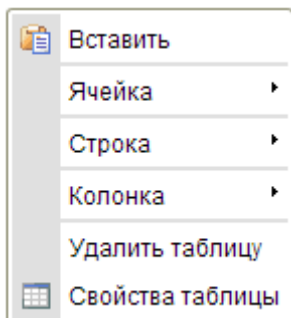 Вставить
Ячейка
Строка
Колонка
Удалить таблицу
Свойства таблицы